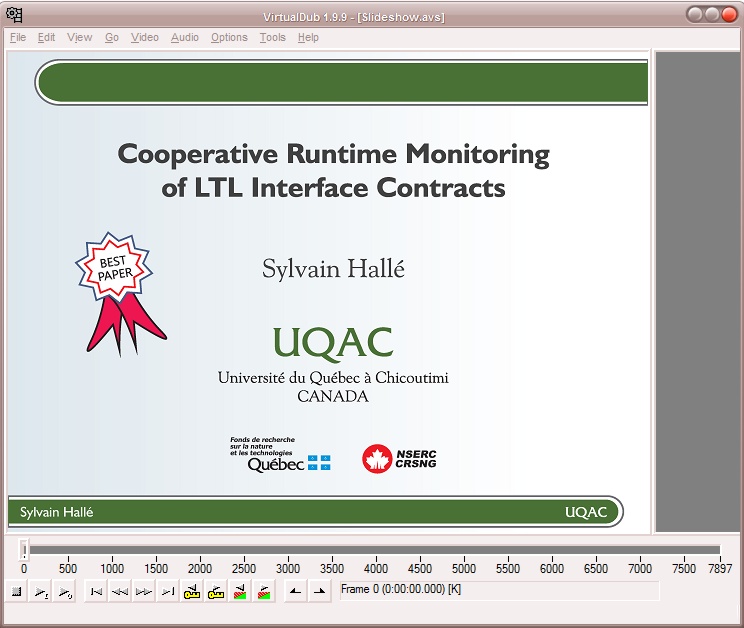 VirtualDub 1.9.9 - [Slideshow.avs]
File Edit View Go Video Audio Options Tools Help
Cooperative Runtime Monitoring
of LTL Interface Contracts
BEST
PAPER
Sylvain Hallé
UQAC
Université du Québec à Chicoutimi
CANADA
Fonds de recherche
sur la nature
et les technologies
Québec
NSERC
CRSNG
Sylvain Hallé UQAC
0 500 1000 1500 2000 2500 3000 3500 4000 4500 5000 5500 6000 6500 7000 7500 7897
Frame 0 (0:00:00.000) [K]